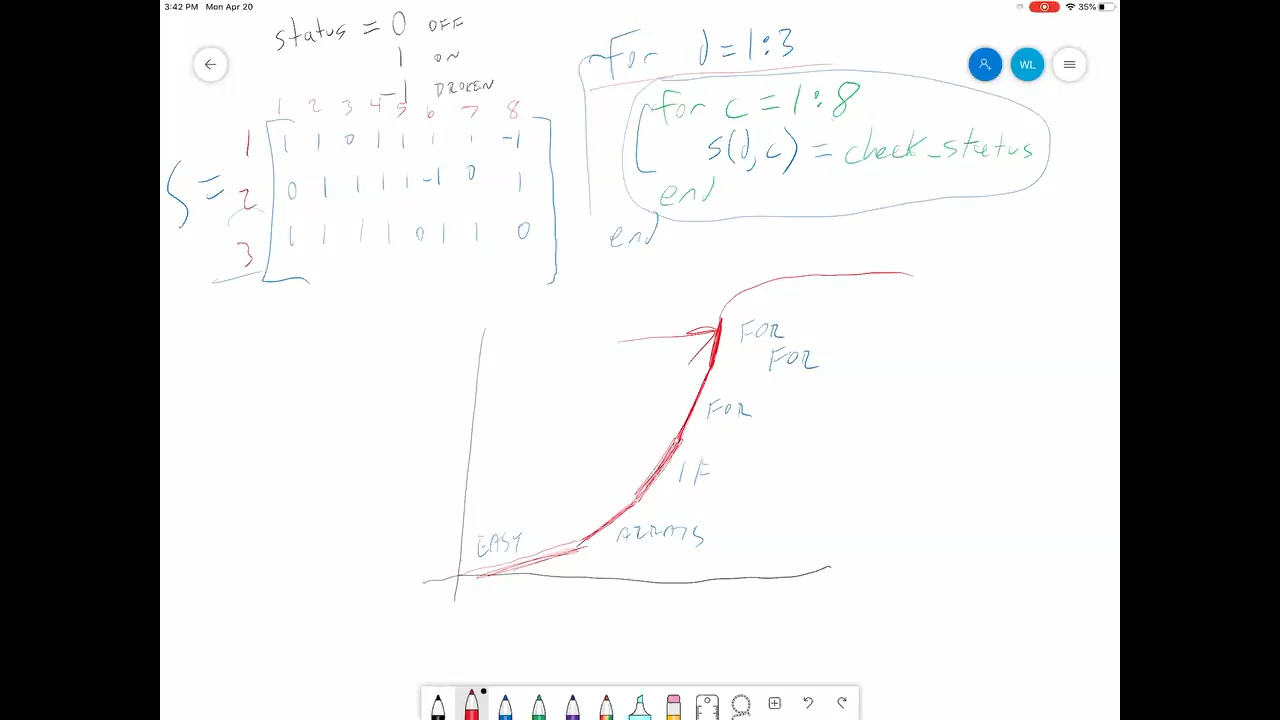 3:42 PM Mon Apr 20
35%
status = 0 OFF
1 ON
-1 BROKEN
for d=1:3
WL
for c=1:8
s(d,c) = check_status
end
end
1 2 3 4 5 6 7 8
S =
1 1 1 0 1 1 1 1 -1
2 0 1 1 1 1 -1 0 1
3 1 1 1 1 0 1 1 0
FOR
FOR
FOR
IF
ARRAYS
EASY